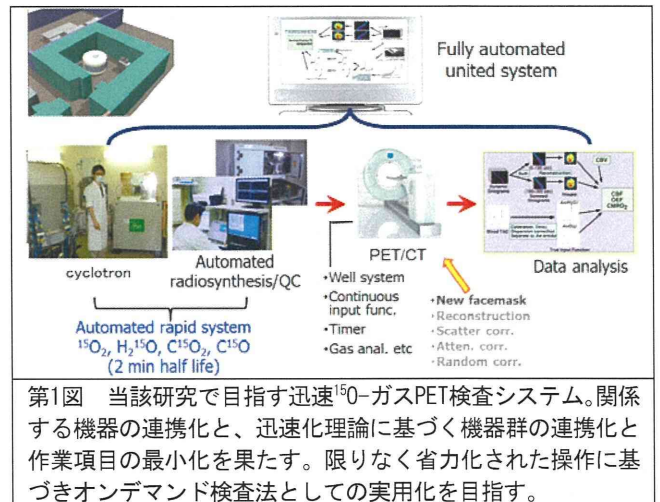 Fully automated
united system
cyclotron
Automated
radiosynthesis/QC
PET/CT
Data analysis
Automated rapid system
¹⁵O₂, H₂¹⁵O, C¹⁵O₂, C¹⁵O
(2 min half life)
・Well system
・Continuous
input func.
・Timer
・Gas anal. etc
・New facemask
・Reconstruction
・Scatter corr.
・Atten. corr.
・Random corr.
CBV
CBF
OEF
CMRO₂
第1図　当該研究で目指す迅速¹⁵O-ガスPET検査システム。関係
する機器の連携化と、迅速化理論に基づく機器群の連携化と
作業項目の最小化を果たす。限りなく省力化された操作に基
づきオンデマンド検査法としての実用化を目指す。